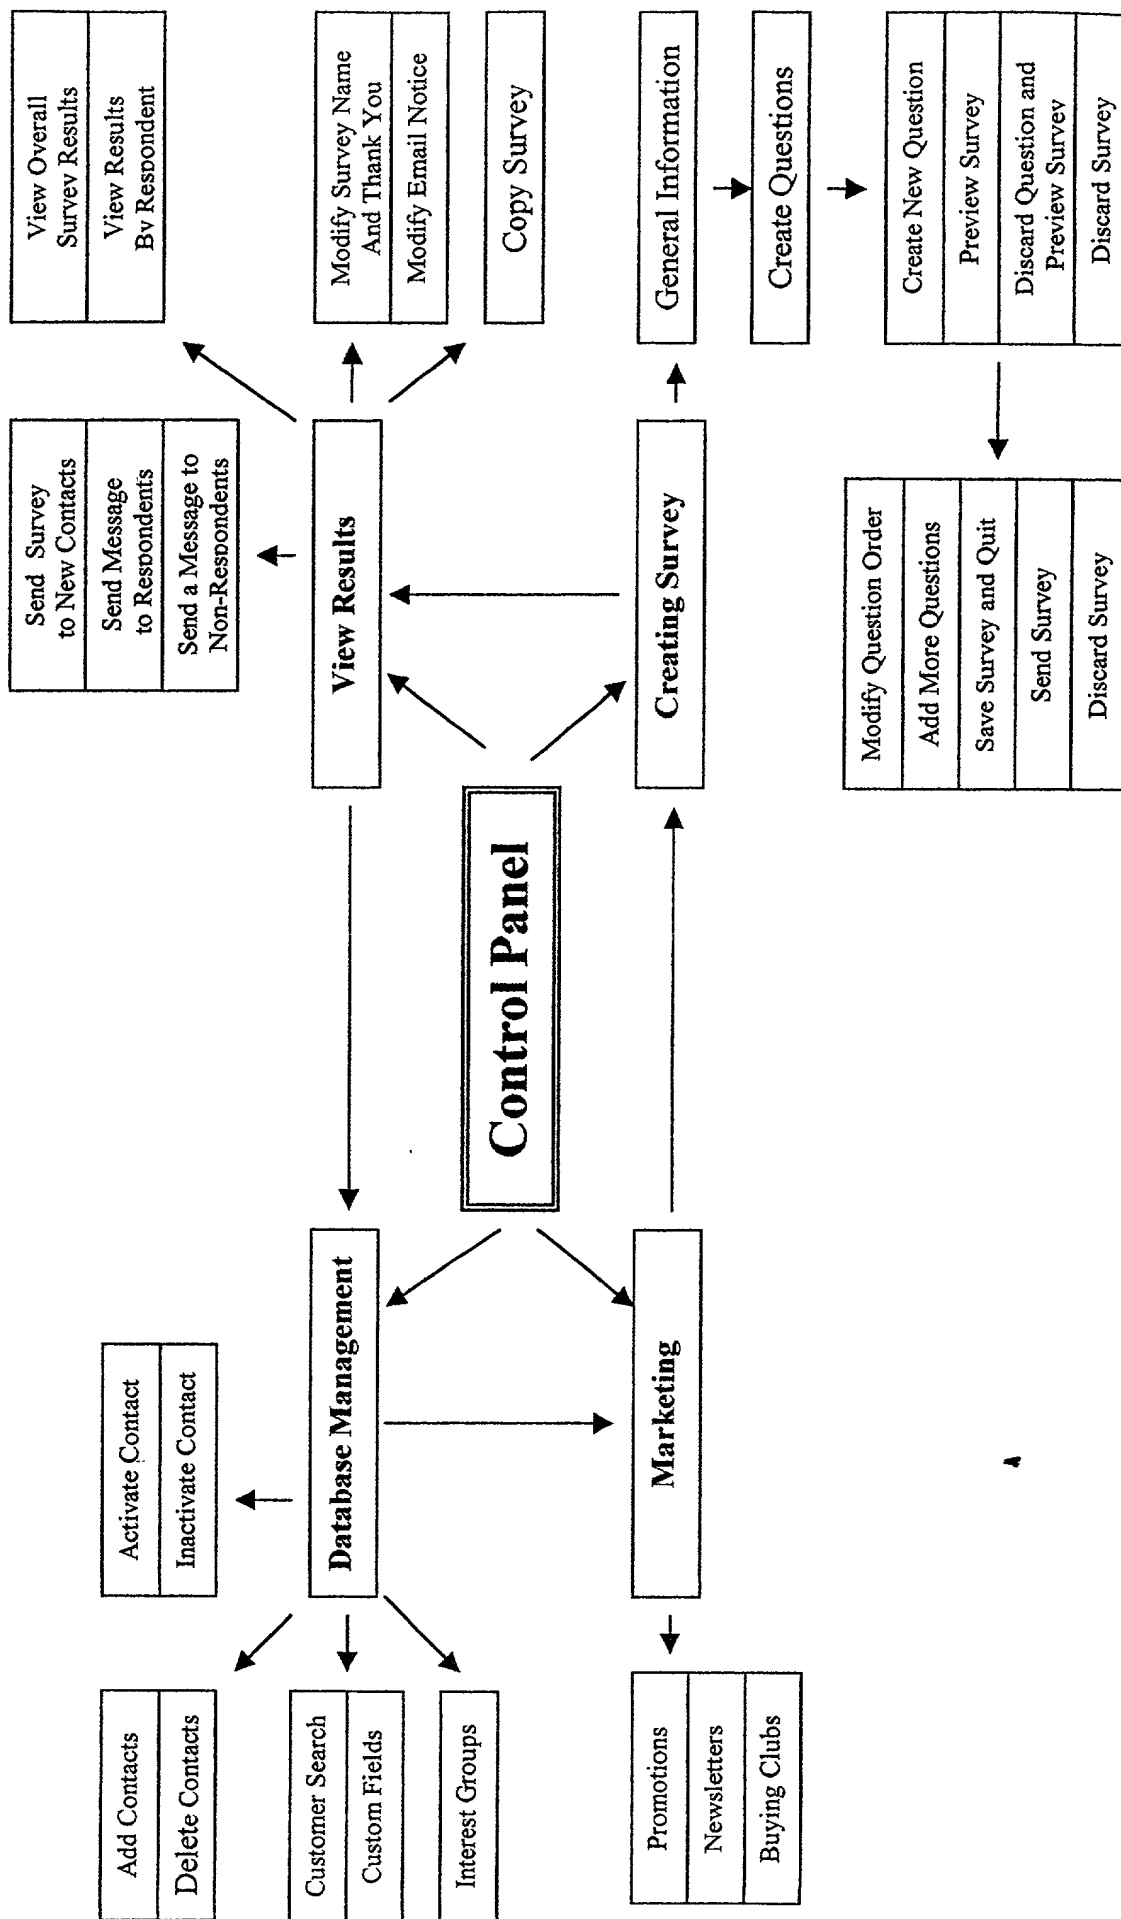 Add Contacts
Delete Contacts
Activate Contact
Inactivate Contact
Send Survey
to New Contacts
Send Message
to Respondents
Send a Message to
Non-Respondents
View Overall
Survey Results
View Results
By Respondent
Customer Search
Custom Fields
Interest Groups
Database Management
View Results
Modify Survey Name
And Thank You
Modify Email Notice
Copy Survey
Control Panel
Promotions
Newsletters
Buying Clubs
Marketing
Creating Survey
General Information
Create Questions
Modify Question Order
Add More Questions
Save Survey and Quit
Send Survey
Discard Survey
Create New Question
Preview Survey
Discard Question and
Preview Survey
Discard Survey